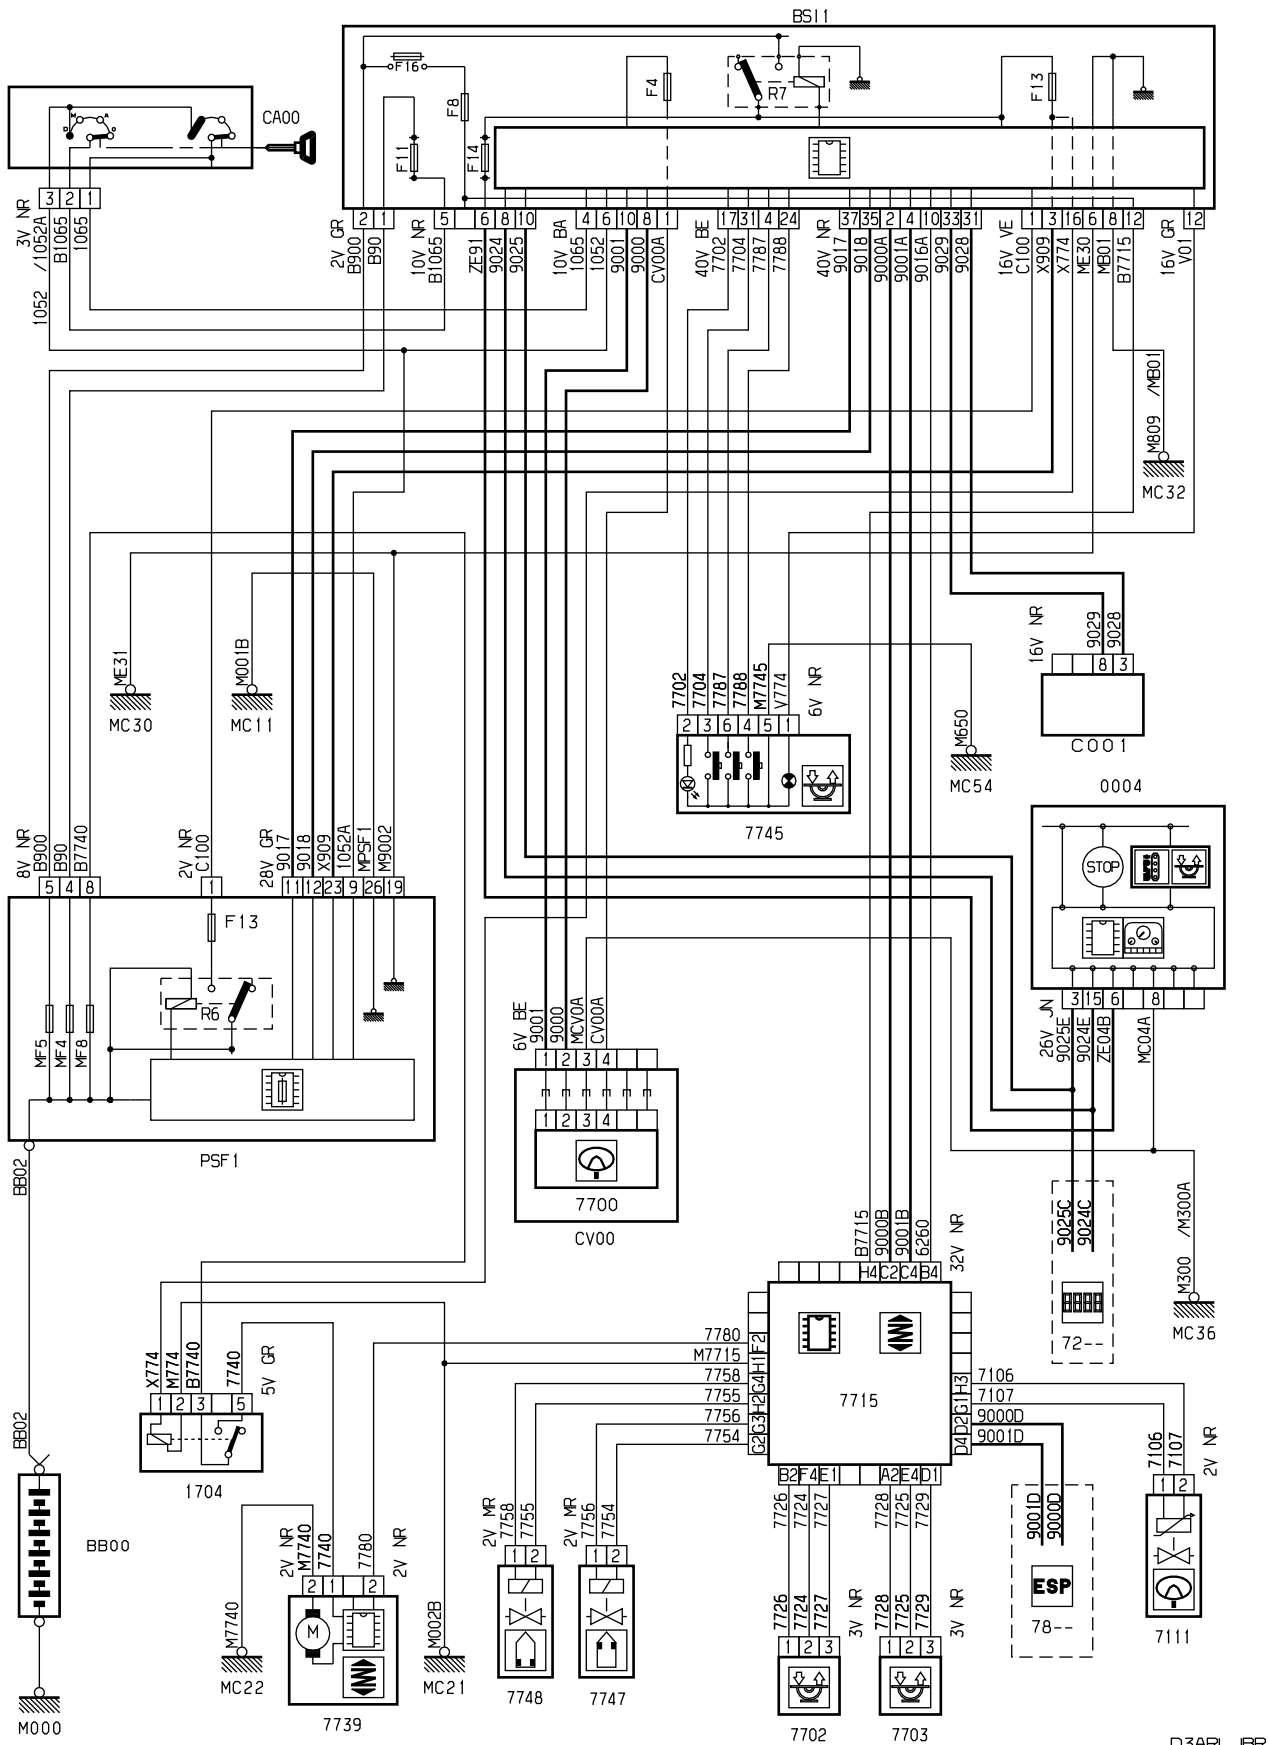 BSI1
F16
F8
F11
F14
F4
R7
F13
CA00
M
A
D
3 2 1
3V NR
1052 /1052A
B1065
1065
2 1
5 6 8 10
4 6 10 8 1
17 31 4 24
37 35 2 4 10 33 31
1 3 16 6 8 12
12
2V GR
B900
B90
10V NR
B1065
ZE91
9024
9025
10V BA
1065
1052
9001
9000
CV00A
40V BE
7702
7704
7787
7788
40V NR
9017
9018
9000A
9001A
9016A
9029
9028
16V VE
C100
X909
X774
ME30
MB01
B7715
16V GR
V01
M809 /MB01
MC32
ME31
MC30
M001B
MC11
7702
7704
7787
7788
M7745
V774
6V NR
2 3 6 4 5 1
7745
M650
MC54
16V NR
9029
9028
8 3
C001
0004
STOP
3 15 6 8
26V JN
9025E
9024E
ZE04B
MC04A
8V NR
B900
B90
B7740
5 4 8
2V NR
C100
1
28V GR
9017
9018
X909
1052A
MPSF1
M9002
11 12 23 9 26 19
F13
R6
MF5
MF4
MF8
PSF1
BB02
6V BE
9001
9000
MCV0A
CV00A
1 2 3 4
1 2 3 4
7700
CV00
9025C
9024C
72--
M300 /M300A
MC36
B7715
9000B
9001B
6260
32V NR
H4 C2 C4 B4
7780
M7715
7758
7755
7756
7754
F2
H1
G4
H2
G3
G2
7715
H3
G1
D2
D4
7106
7107
9000D
9001D
B2 F4 E1 A2 E4 D1
7726
7724
7727
7728
7725
7729
X774
M774
B7740
7740
5V GR
1 2 3 5
1704
BB02
BB00
M000
M7740
MC22
2V NR
M7740
7740
7780
2V NR
2 1 2
M
7739
M002B
MC21
2V MR
7758
7755
1 2
7748
2V MR
7756
7754
1 2
7747
7726
7724
7727
3V NR
1 2 3
7702
7728
7725
7729
3V NR
1 2 3
7703
9001D
9000D
ESP
78--
7106
7107
2V NR
1 2
7111